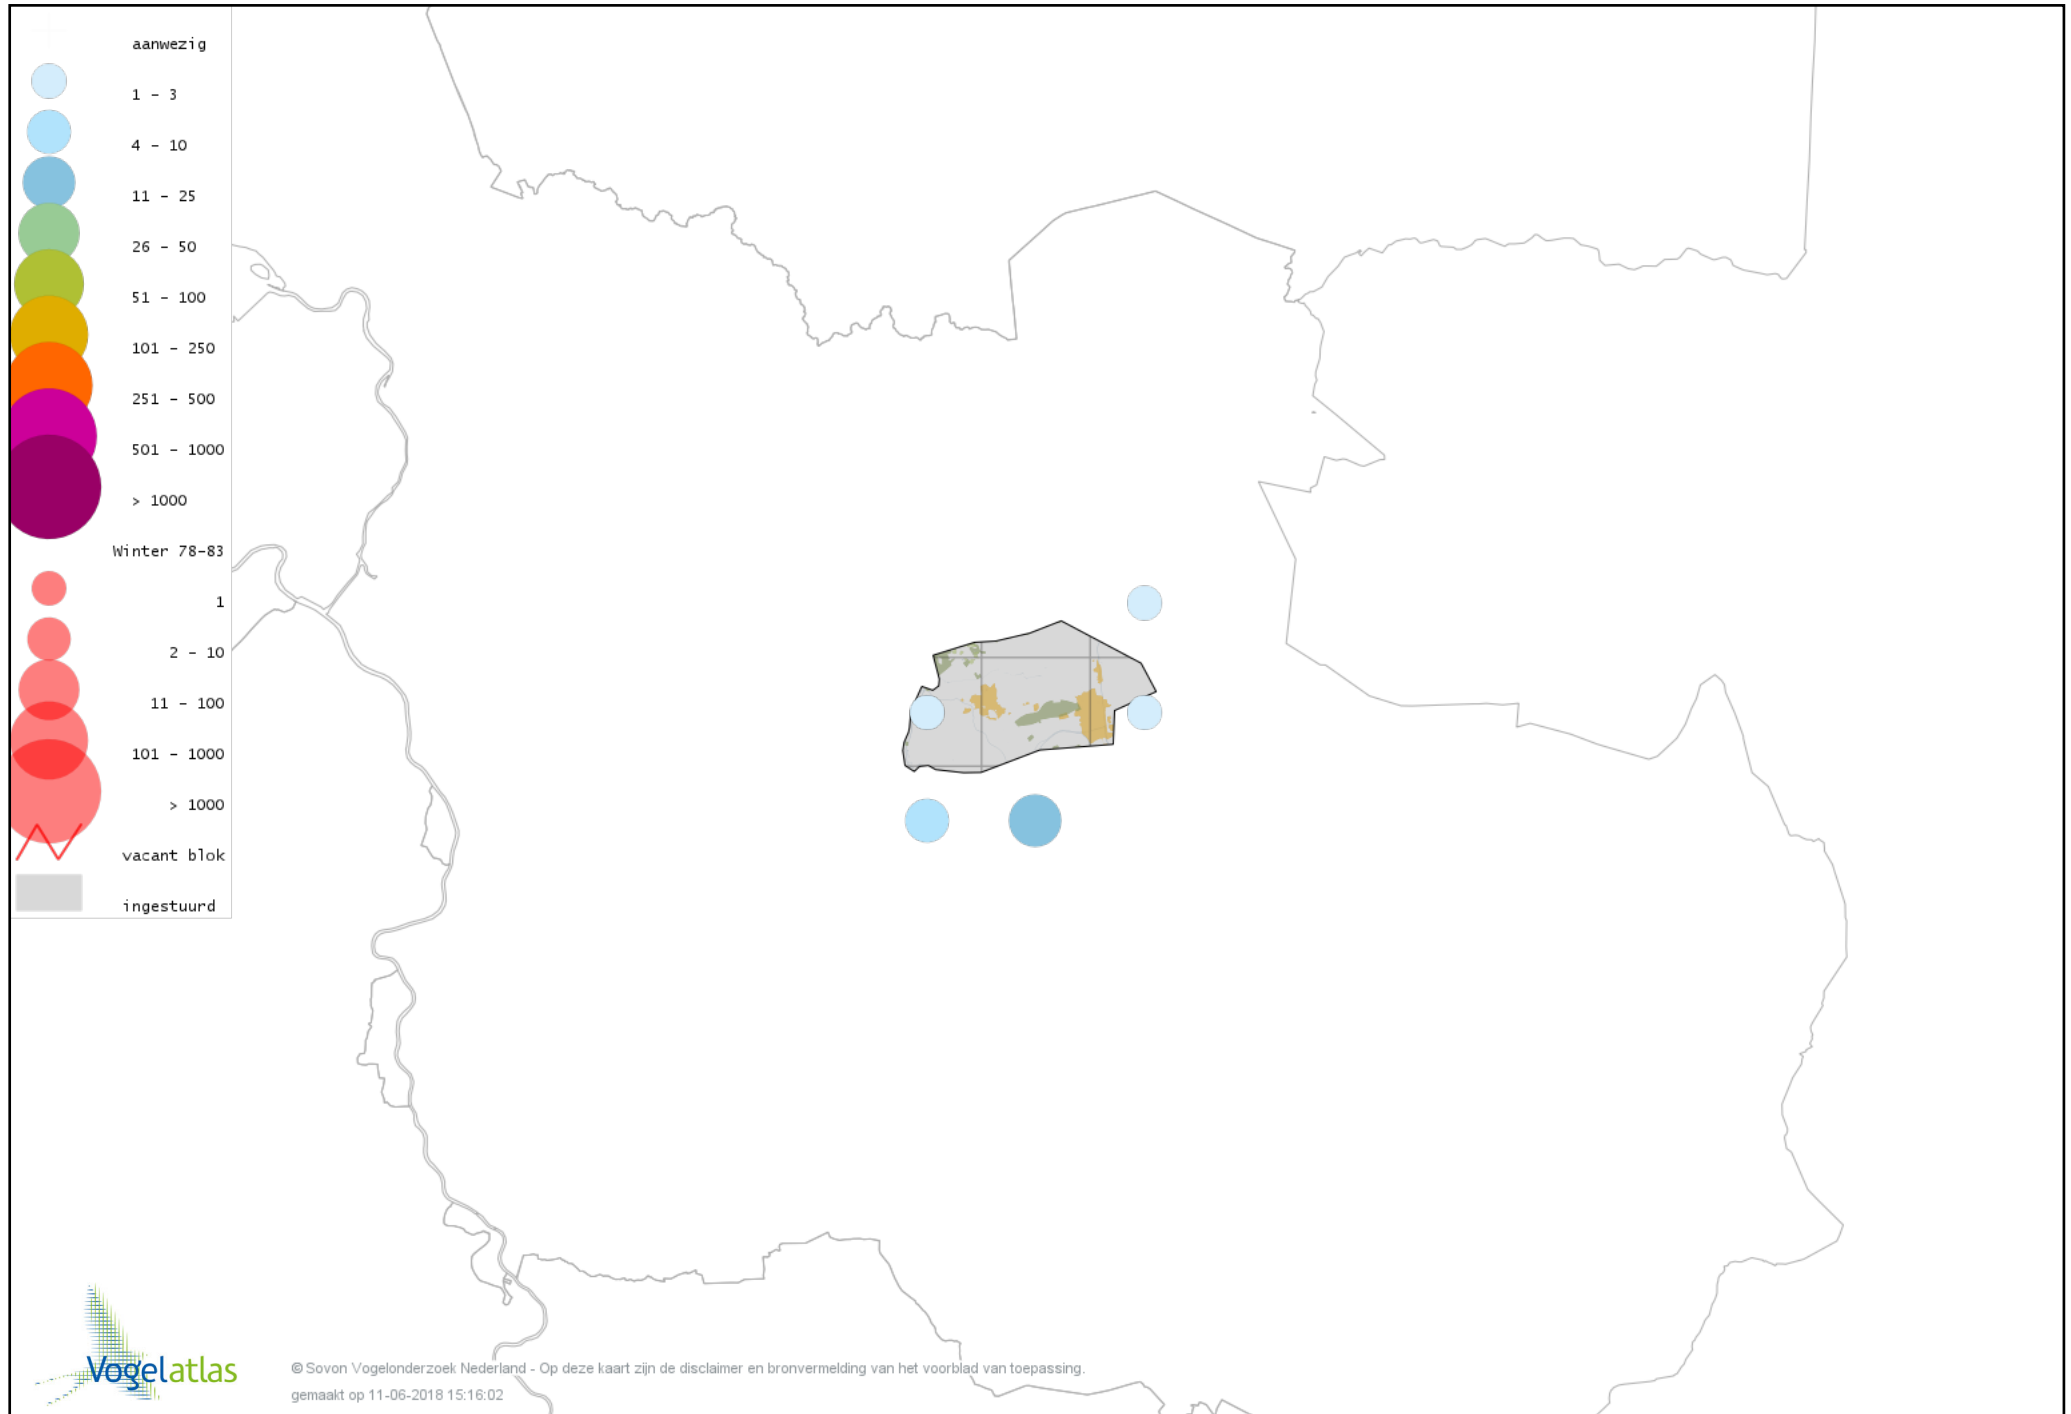 aanwezig
1 - 3
4 - 10
11 - 25
26 - 50
51 - 100
101 - 250
251 - 500
501 - 1000
> 1000
Winter 78-83
1
2 - 10
11 - 100
101 - 1000
> 1000
vacant blok
ingestuurd
Vogelatlas
© Sovon Vogelonderzoek Nederland - Op deze kaart zijn de disclaimer en bronvermelding van het voorblad van toepassing.
gemaakt op 11-06-2018 15:16:02